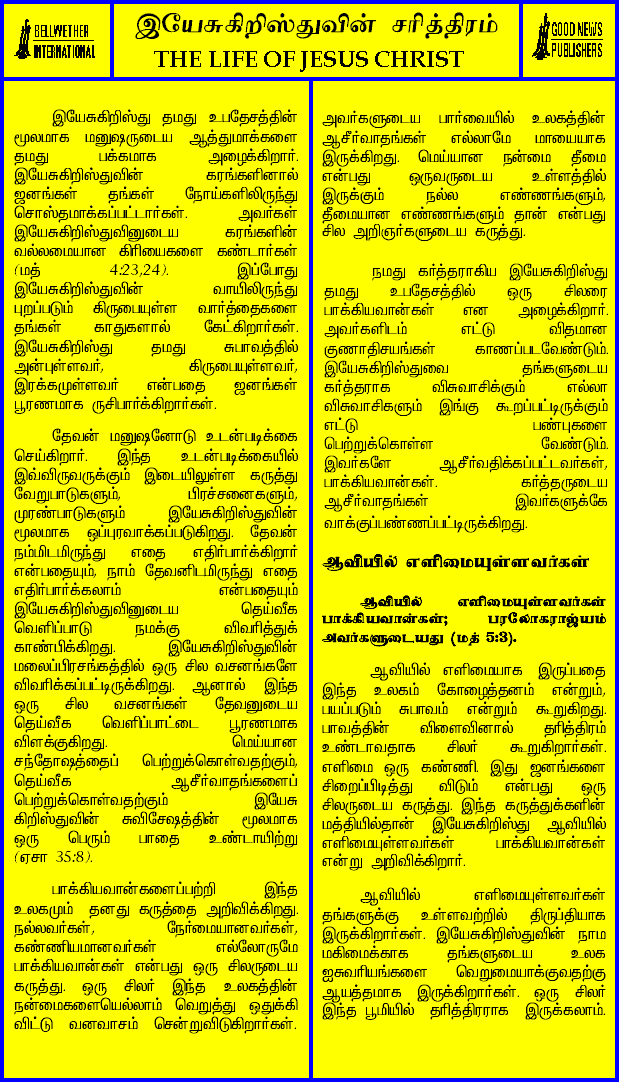 BELLWETHER
INTERNATIONAL
இயேசுகிறிஸ்துவின் சரித்திரம்
THE LIFE OF JESUS CHRIST
GOOD NEWS
PUBLISHERS
இயேசுகிறிஸ்து தமது உபதேசத்தின்
மூலமாக மனுஷருடைய ஆத்துமாக்களை
தமது பக்கமாக அழைக்கிறார்.
இயேசுகிறிஸ்துவின் கரங்களினால்
ஜனங்கள் தங்கள் நோய்களிலிருந்து
சொஸ்தமாக்கப்பட்டார்கள். அவர்கள்
இயேசுகிறிஸ்துவினுடைய கரங்களின்
வல்லமையான கிரியைகளை கண்டார்கள்
(மத் 4:23,24). இப்போது
இயேசுகிறிஸ்துவின் வாயிலிருந்து
புறப்படும் கிருபையுள்ள வார்த்தைகளை
தங்கள் காதுகளால் கேட்கிறார்கள்.
இயேசுகிறிஸ்து தமது சுபாவத்தில்
அன்புள்ளவர், கிருபையுள்ளவர்,
இரக்கமுள்ளவர் என்பதை ஜனங்கள்
பூரணமாக ருசிபார்க்கிறார்கள்.
தேவன் மனுஷனோடு உடன்படிக்கை
செய்கிறார். இந்த உடன்படிக்கையில்
இவ்விருவருக்கும் இடையிலுள்ள கருத்து
வேறுபாடுகளும், பிரச்சனைகளும்,
முரண்பாடுகளும் இயேசுகிறிஸ்துவின்
மூலமாக ஒப்புரவாக்கப்படுகிறது. தேவன்
நம்மிடமிருந்து எதை எதிர்பார்க்கிறார்
என்பதையும், நாம் தேவனிடமிருந்து எதை
எதிர்பார்க்கலாம் என்பதையும்
இயேசுகிறிஸ்துவினுடைய தெய்வீக
வெளிப்பாடு நமக்கு விவரித்துக்
காண்பிக்கிறது. இயேசுகிறிஸ்துவின்
மலைப்பிரசங்கத்தில் ஒரு சில வசனங்களே
விவரிக்கப்பட்டிருக்கிறது. ஆனால் இந்த
ஒரு சில வசனங்கள் தேவனுடைய
தெய்வீக வெளிப்பாட்டை பூரணமாக
விளக்குகிறது. மெய்யான
சந்தோஷத்தைப் பெற்றுக்கொள்வதற்கும்,
தெய்வீக ஆசீர்வாதங்களைப்
பெற்றுக்கொள்வதற்கும் இயேசு
கிறிஸ்துவின் சுவிசேஷத்தின் மூலமாக
ஒரு பெரும் பாதை உண்டாயிற்று
(ஏசா 35:8).
பாக்கியவான்களைப்பற்றி இந்த
உலகமும் தனது கருத்தை அறிவிக்கிறது.
நல்லவர்கள், நேர்மையானவர்கள்,
கண்ணியமானவர்கள் எல்லோருமே
பாக்கியவான்கள் என்பது ஒரு சிலருடைய
கருத்து. ஒரு சிலர் இந்த உலகத்தின்
நன்மைகளையெல்லாம் வெறுத்து ஒதுக்கி
விட்டு வனவாசம் சென்றுவிடுகிறார்கள்.
அவர்களுடைய பார்வையில் உலகத்தின்
ஆசீர்வாதங்கள் எல்லாமே மாயையாக
இருக்கிறது. மெய்யான நன்மை தீமை
என்பது ஒருவருடைய உள்ளத்தில்
இருக்கும் நல்ல எண்ணங்களும்,
தீமையான எண்ணங்களும் தான் என்பது
சில அறிஞர்களுடைய கருத்து.
நமது கர்த்தராகிய இயேசுகிறிஸ்து
தமது உபதேசத்தில் ஒரு சிலரை
பாக்கியவான்கள் என அழைக்கிறார்.
அவர்களிடம் எட்டு விதமான
குணாதிசயங்கள் காணப்படவேண்டும்.
இயேசுகிறிஸ்துவை தங்களுடைய
கர்த்தராக விசுவாசிக்கும் எல்லா
விசுவாசிகளும் இங்கு கூறப்பட்டிருக்கும்
எட்டு பண்புகளை
பெற்றுக்கொள்ள வேண்டும்.
இவர்களே ஆசீர்வதிக்கப்பட்டவர்கள்,
பாக்கியவான்கள். கர்த்தருடைய
ஆசீர்வாதங்கள் இவர்களுக்கே
வாக்குப்பண்ணப்பட்டிருக்கிறது.
ஆவியில் எளிமையுள்ளவர்கள்
ஆவியில் எளிமையுள்ளவர்கள்
பாக்கியவான்கள்; பரலோகராஜ்யம்
அவர்களுடையது (மத் 5:3).
ஆவியில் எளிமையாக இருப்பதை
இந்த உலகம் கோழைத்தனம் என்றும்,
பயப்படும் சுபாவம் என்றும் கூறுகிறது.
பாவத்தின் விளைவினால் தரித்திரம்
உண்டாவதாக சிலர் கூறுகிறார்கள்.
எளிமை ஒரு கண்ணி. இது ஜனங்களை
சிறைப்பிடித்து விடும் என்பது ஒரு
சிலருடைய கருத்து. இந்த கருத்துக்களின்
மத்தியில்தான் இயேசுகிறிஸ்து ஆவியில்
எளிமையுள்ளவர்கள் பாக்கியவான்கள்
என்று அறிவிக்கிறார்.
ஆவியில் எளிமையுள்ளவர்கள்
தங்களுக்கு உள்ளவற்றில் திருப்தியாக
இருக்கிறார்கள். இயேசுகிறிஸ்துவின் நாம
மகிமைக்காக தங்களுடைய உலக
ஐசுவரியங்களை வெறுமையாக்குவதற்கு
ஆயத்தமாக இருக்கிறார்கள். ஒரு சிலர்
இந்த பூமியில் தரித்திரராக இருக்கலாம்.